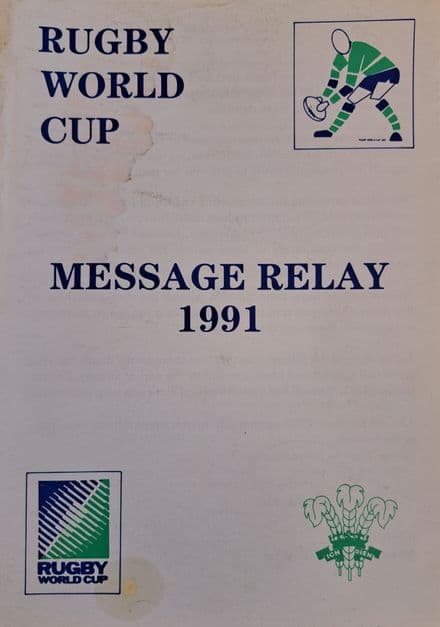 RUGBY
WORLD
CUP
MESSAGE RELAY
1991
RUGBY
WORLD CUP
ICH DIEN